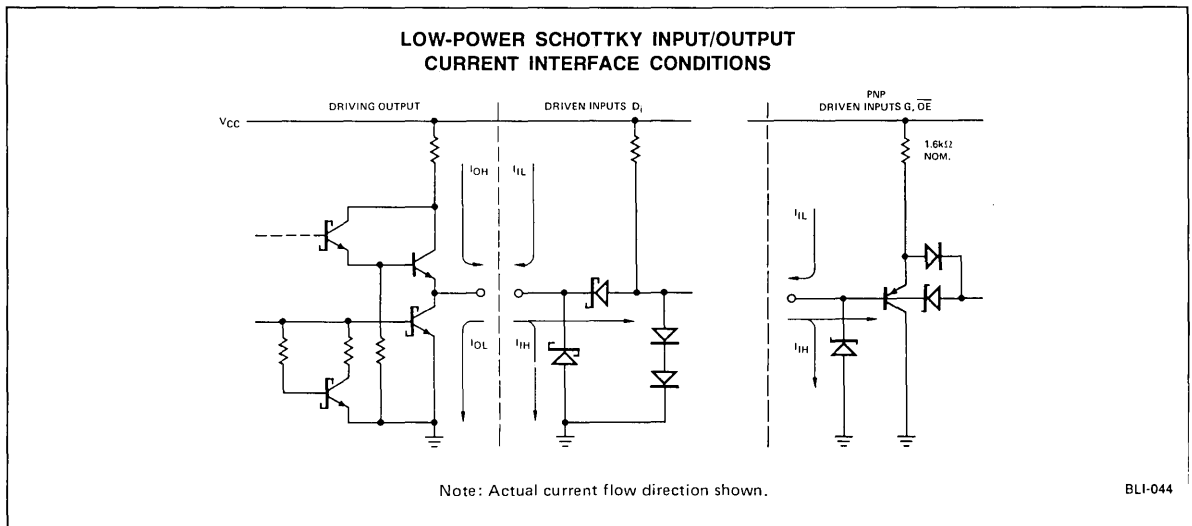 LOW-POWER SCHOTTKY INPUT/OUTPUT
CURRENT INTERFACE CONDITIONS
DRIVING OUTPUT
DRIVEN INPUTS Di
PNP
DRIVEN INPUTS G, O̅E̅
VCC
1.6kΩ
NOM.
IOH
IIL
IIL
IOL
IIH
IIH
Note: Actual current flow direction shown.
BLI-044